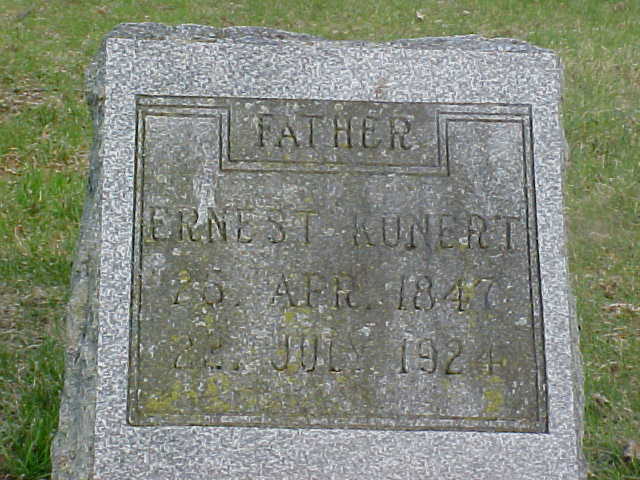 FATHER
ERNEST KUNERT
25. APR. 1847
22. JULY. 1924